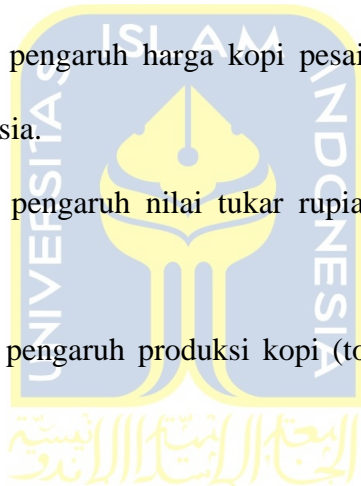 pengaruh harga kopi pesai
sia.
pengaruh nilai tukar rupia
pengaruh produksi kopi (to
UNIVERSITAS ISLAM INDONESIA